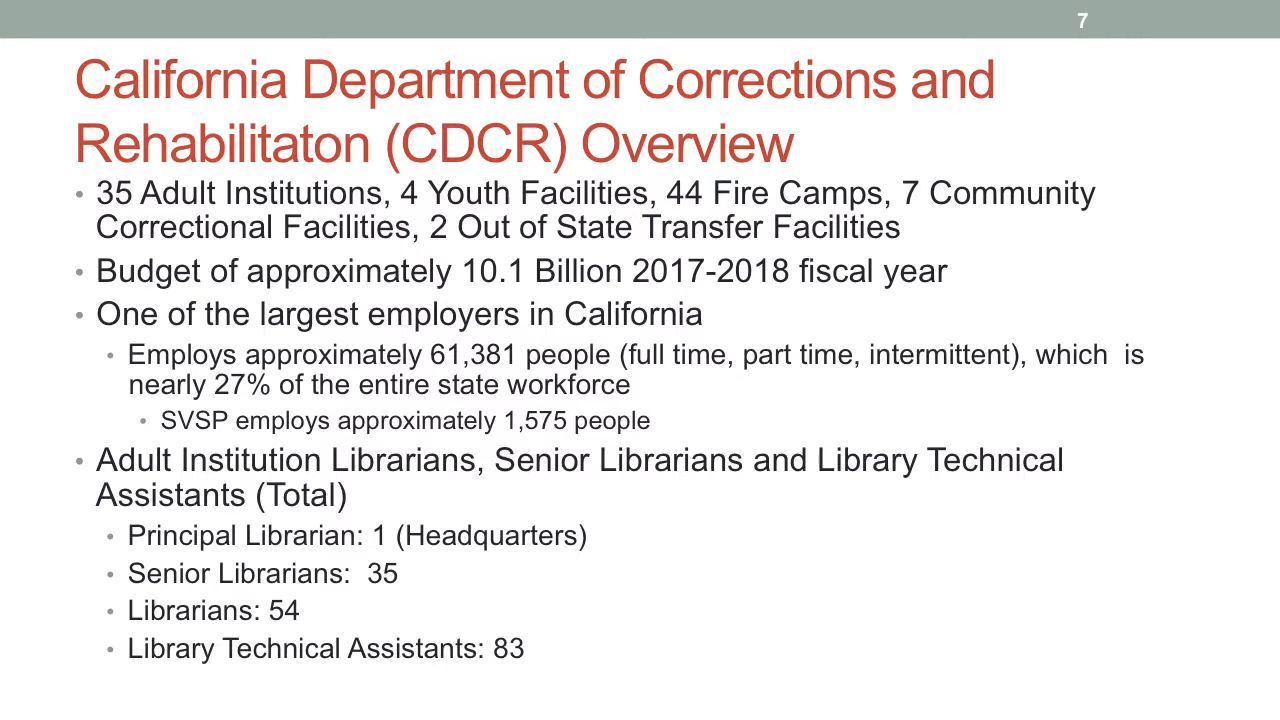 7
California Department of Corrections and
Rehabilitaton (CDCR) Overview
• 35 Adult Institutions, 4 Youth Facilities, 44 Fire Camps, 7 Community
Correctional Facilities, 2 Out of State Transfer Facilities
• Budget of approximately 10.1 Billion 2017-2018 fiscal year
• One of the largest employers in California
• Employs approximately 61,381 people (full time, part time, intermittent), which  is
nearly 27% of the entire state workforce
• SVSP employs approximately 1,575 people
• Adult Institution Librarians, Senior Librarians and Library Technical
Assistants (Total)
• Principal Librarian: 1 (Headquarters)
• Senior Librarians:  35
• Librarians: 54
• Library Technical Assistants: 83